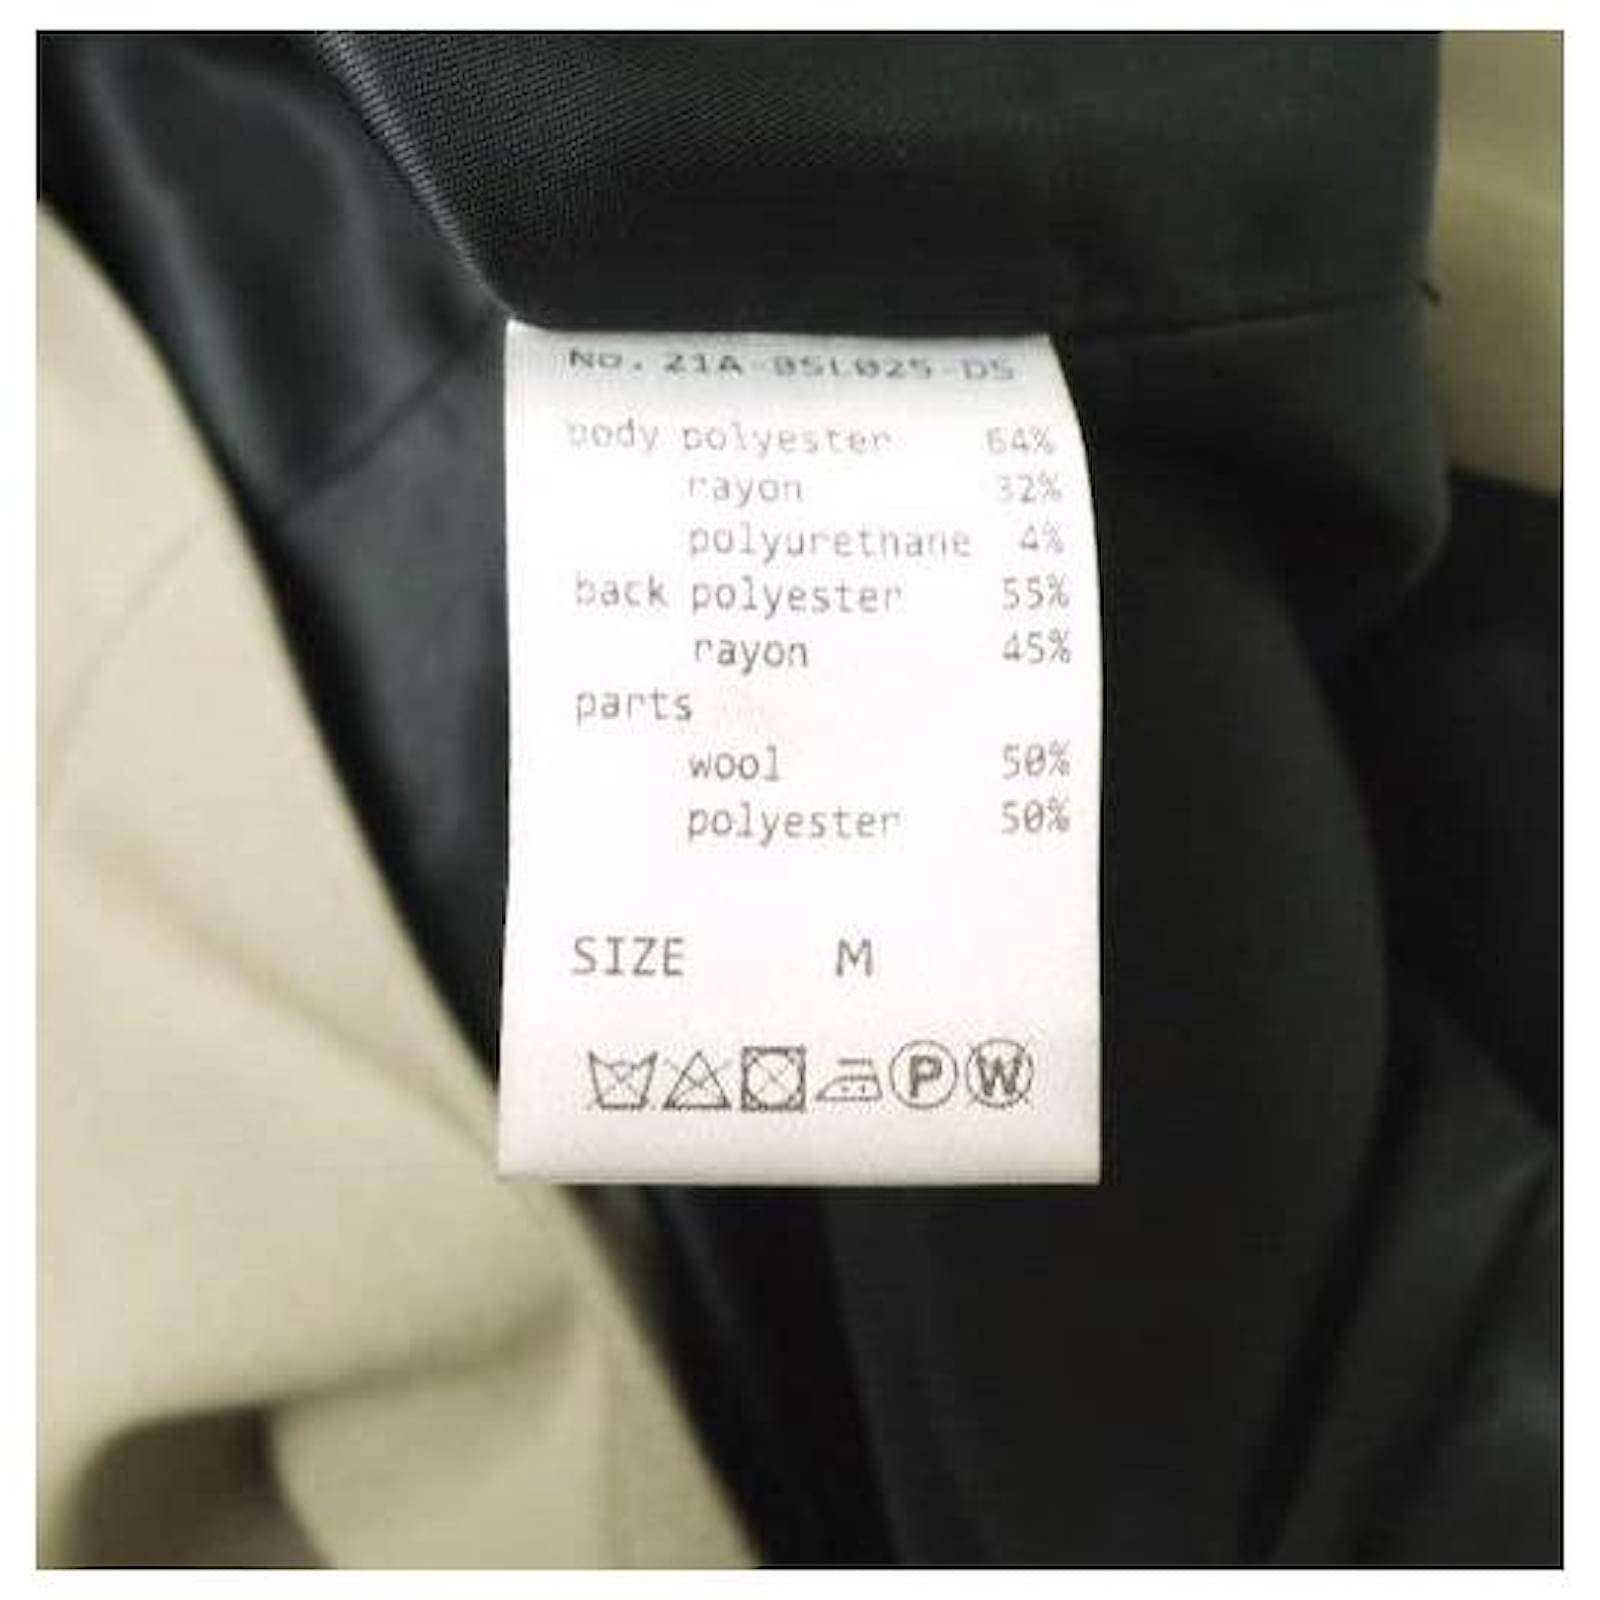 No. 21A-05L025-DS
body polyester 64%
rayon 32%
polyurethane 4%
back polyester 55%
rayon 45%
parts
wool 50%
polyester 50%
SIZE M
P W